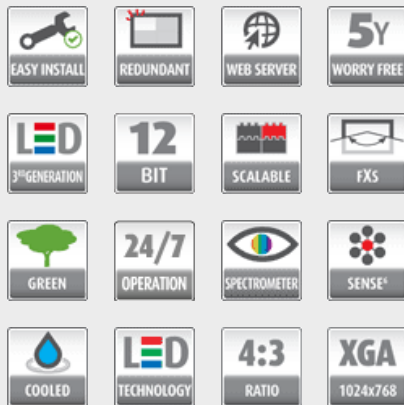 EASY INSTALL
REDUNDANT
WEB SERVER
5Y
WORRY FREE
LED
3RD GENERATION
12
BIT
SCALABLE
FXS
GREEN
24/7
OPERATION
SPECTROMETER
SENSE⁶
COOLED
LED
TECHNOLOGY
4:3
RATIO
XGA
1024x768